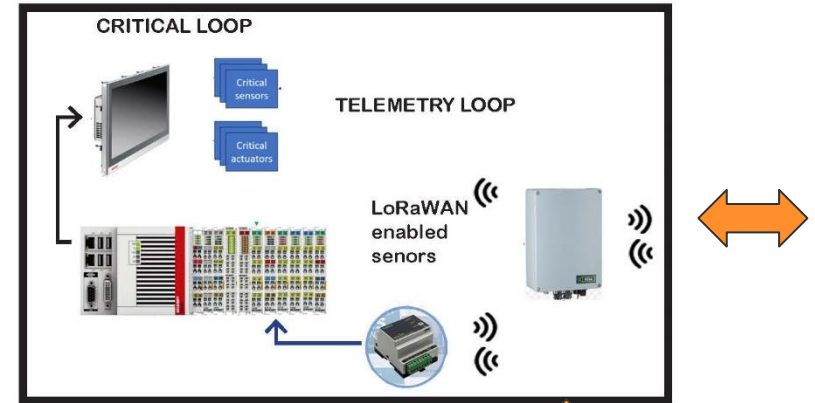 CRITICAL LOOP
Critical
sensors
TELEMETRY LOOP
Critical
actuators
LoRaWAN
enabled
senors